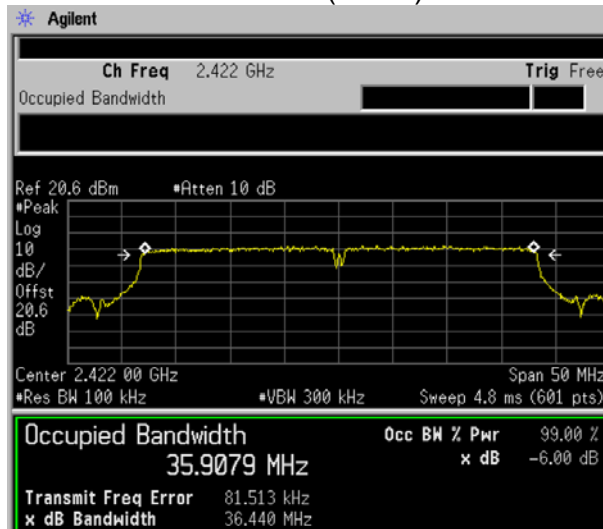 Agilent
Ch Freq 2.422 GHz Trig Free
Occupied Bandwidth
Ref 20.6 dBm #Atten 10 dB
#Peak
Log
10
dB/
Offst
20.6
dB
Center 2.422 00 GHz Span 50 MHz
#Res BW 100 kHz #VBW 300 kHz Sweep 4.8 ms (601 pts)
Occupied Bandwidth Occ BW % Pwr 99.00 %
35.9079 MHz x dB -6.00 dB
Transmit Freq Error 81.513 kHz
x dB Bandwidth 36.440 MHz